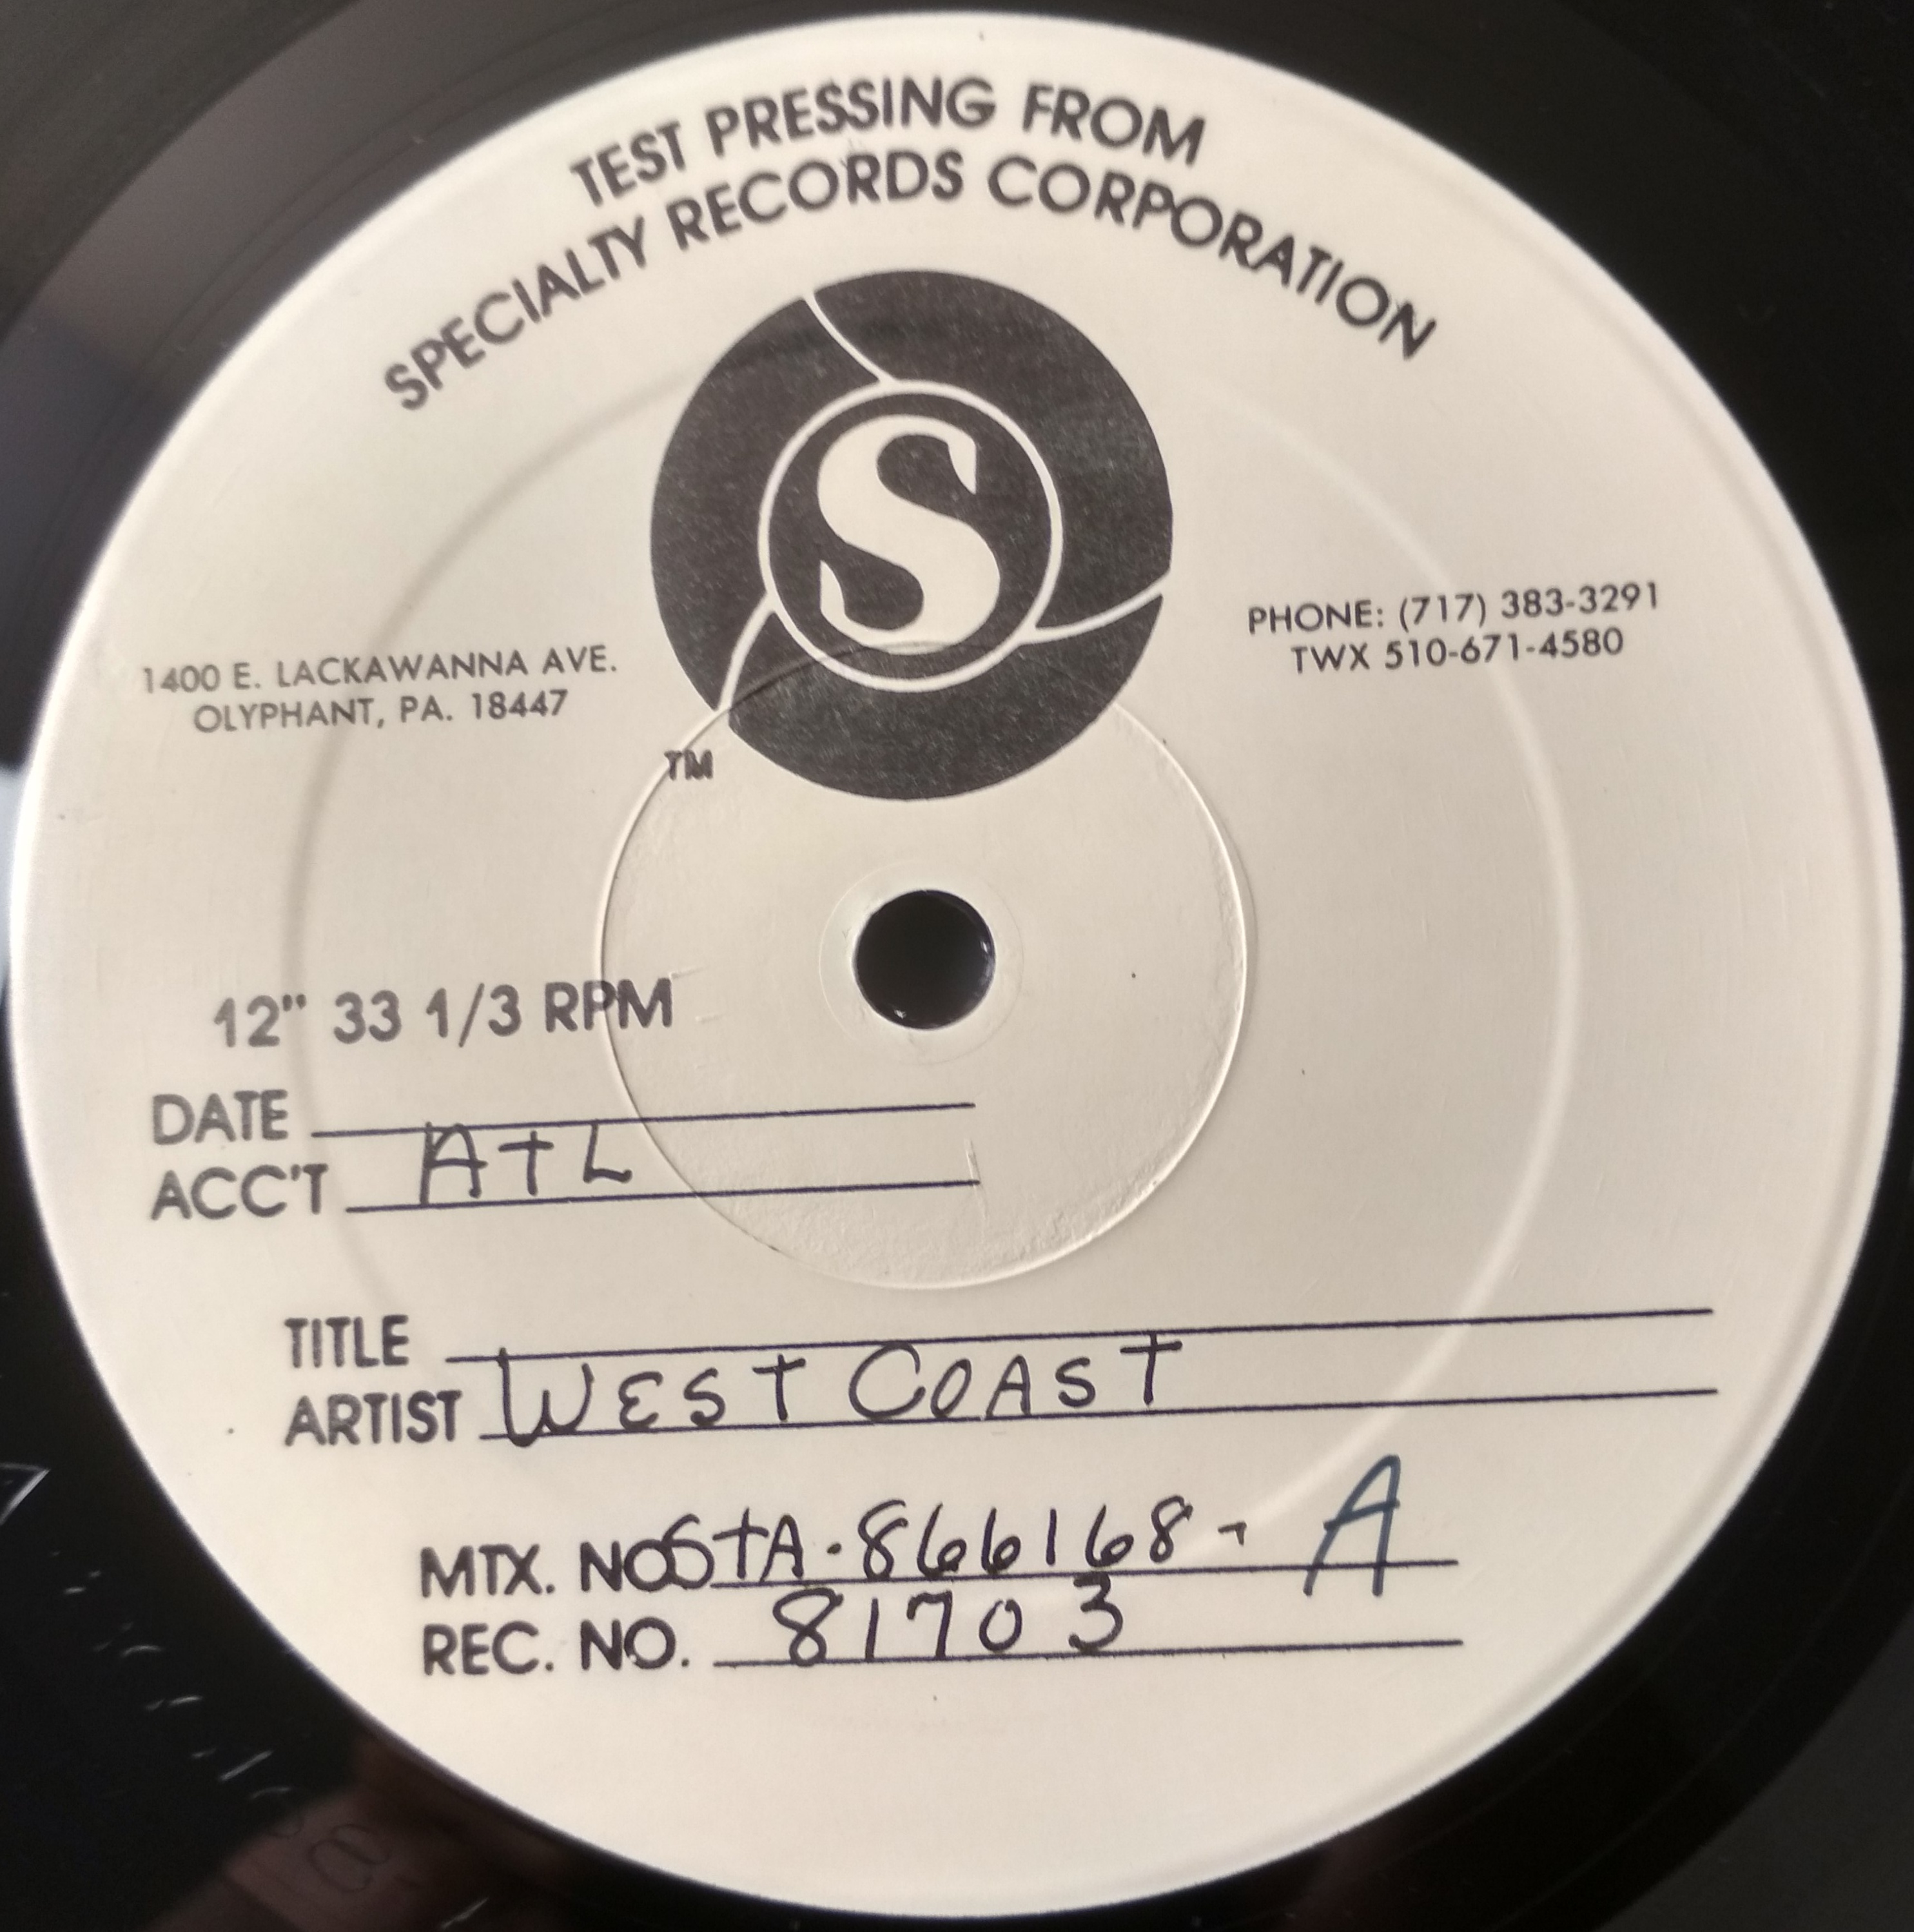 TEST PRESSING FROM
SPECIALTY RECORDS CORPORATION
S
1400 E. LACKAWANNA AVE.
OLYPHANT, PA. 18447
PHONE: (717) 383-3291
TWX 510-671-4580
TM
12" 33 1/3 RPM
DATE
ACC'T ATL
TITLE
ARTIST WEST COAST
MTX. NO StA-866168-A
REC. NO. 81703